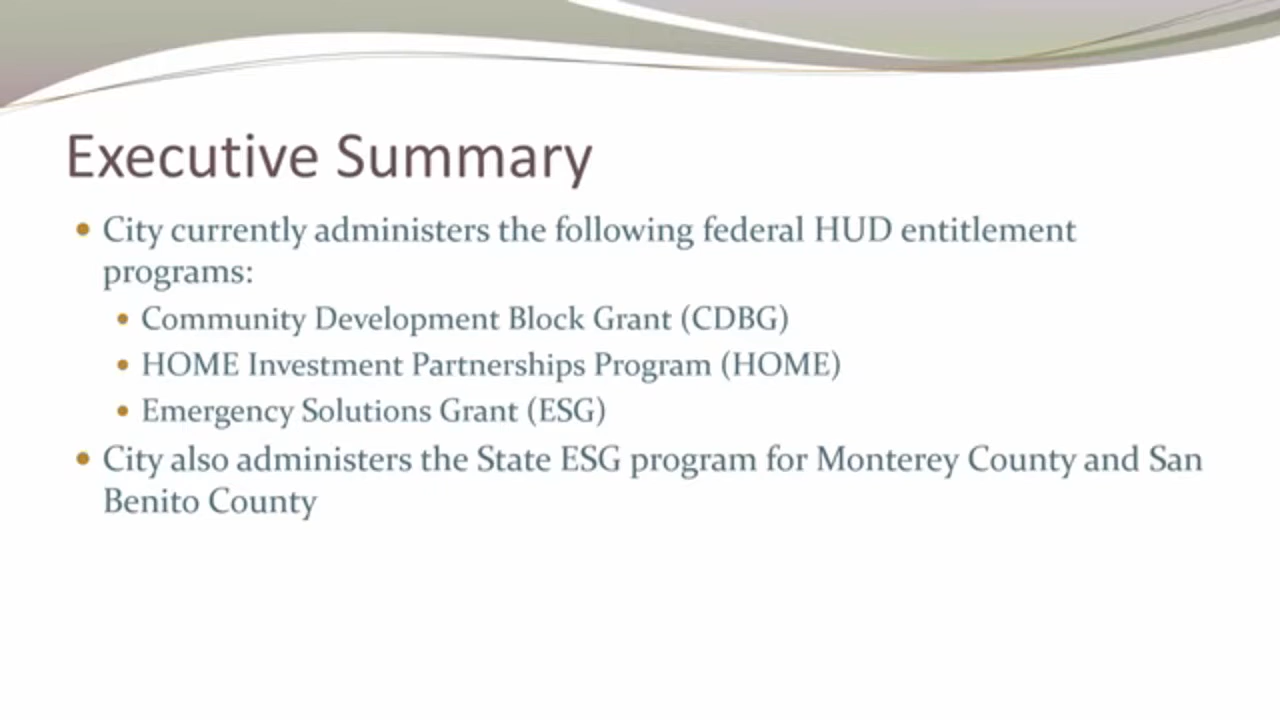 Executive Summary
• City currently administers the following federal HUD entitlement
programs:
• Community Development Block Grant (CDBG)
• HOME Investment Partnerships Program (HOME)
• Emergency Solutions Grant (ESG)
• City also administers the State ESG program for Monterey County and San
Benito County